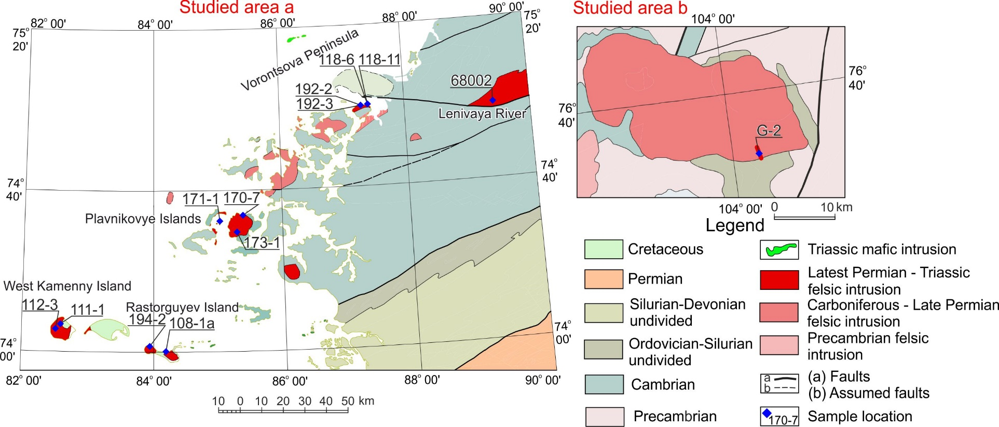 Studied area a
82° 00'
84° 00'
86° 00'
88° 00'
90° 00'
75°
20'
75°
20'
Vorontsova Peninsula
118-6
118-11
192-2
192-3
68002
Lenivaya River
74°
40'
74°
40'
171-1
170-7
Plavnikovye Islands
173-1
West Kamenny Island
112-3
111-1
Rastorguyev Island
194-2
108-1a
74°
00'
74°
00'
82° 00'
84° 00'
86° 00'
88° 00'
90° 00'
10 0 10 20 30 40 50 km
Studied area b
104° 00'
76°
40'
76°
40'
G-2
104° 00'
0 10 km
Legend
Cretaceous
Permian
Silurian-Devonian
undivided
Ordovician-Silurian
undivided
Cambrian
Precambrian
Triassic mafic intrusion
Latest Permian - Triassic
felsic intrusion
Carboniferous - Late Permian
felsic intrusion
Precambrian felsic
intrusion
a
b
(a) Faults
(b) Assumed faults
170-7
Sample location